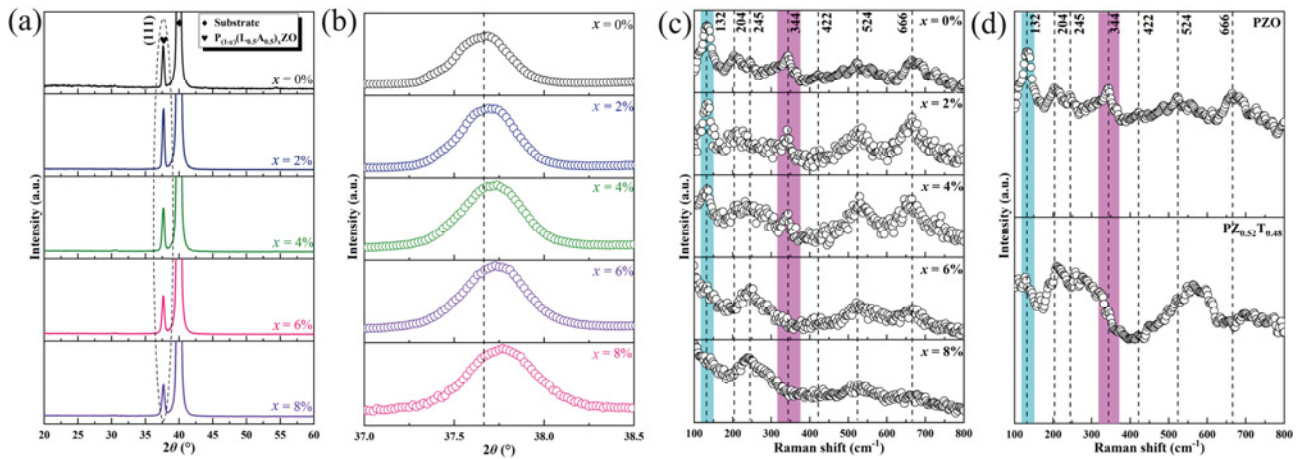 (a)
(111)
♦ Substrate
♥ P(1-x)(L0.5A0.5)xZO
x = 0%
x = 2%
x = 4%
x = 6%
x = 8%
Intensity (a.u.)
20 25 30 35 40 45 50 55 60
2θ (°)
(b)
x = 0%
x = 2%
x = 4%
x = 6%
x = 8%
Intensity (a.u.)
37.0 37.5 38.0 38.5
2θ (°)
(c)
132 204 245 344 422 524 666
x = 0%
x = 2%
x = 4%
x = 6%
x = 8%
Intensity (a.u.)
100 200 300 400 500 600 700 800
Raman shift (cm-1)
(d)
132 204 245 344 422 524 666
PZO
PZ0.52T0.48
Intensity (a.u.)
100 200 300 400 500 600 700 800
Raman shift (cm-1)